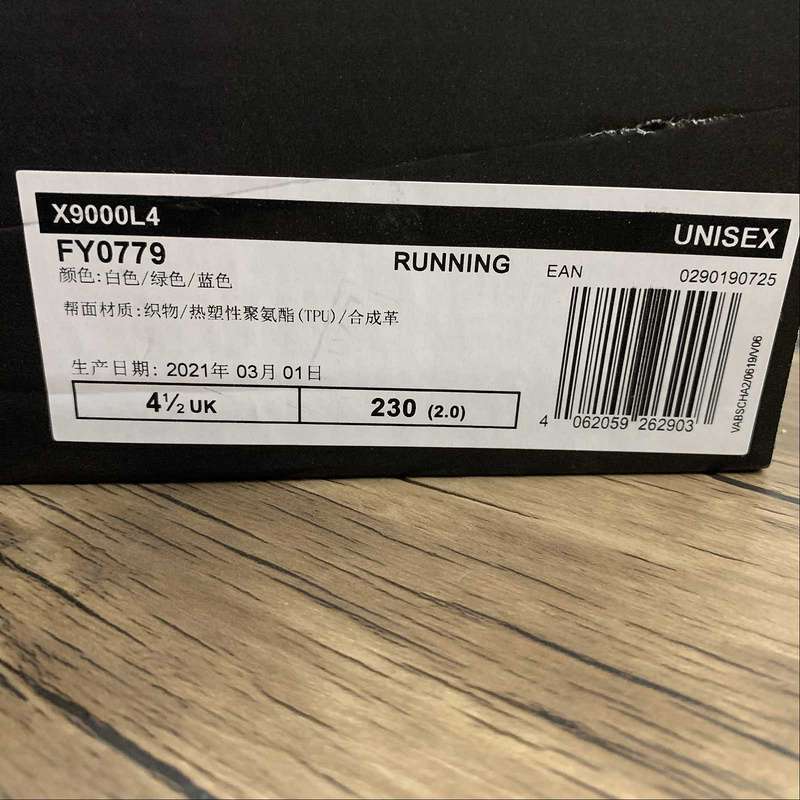 X9000L4
UNISEX
FY0779
RUNNING
EAN
0290190725
颜色:白色/绿色/蓝色
帮面材质:织物/热塑性聚氨酯(TPU)/合成革
生产日期: 2021年 03月 01日
4½ UK
230 (2.0)
4 062059 262903
VABSCHA2/0619/V06